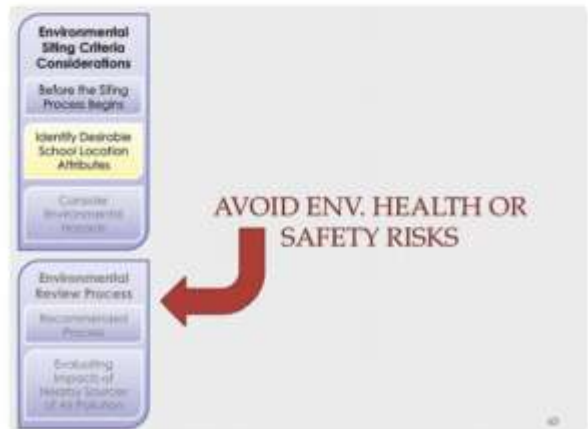 Environmental
Siting Criteria
Considerations
Before the Siting
Process Begins
Identify Desirable
School Location
Attributes
Consider
Environmental
Hazards
AVOID ENV. HEALTH OR
SAFETY RISKS
Environmental
Review Process
Recommended
Process
Evaluating
Impacts of
Nearby Sources
of Air Pollution